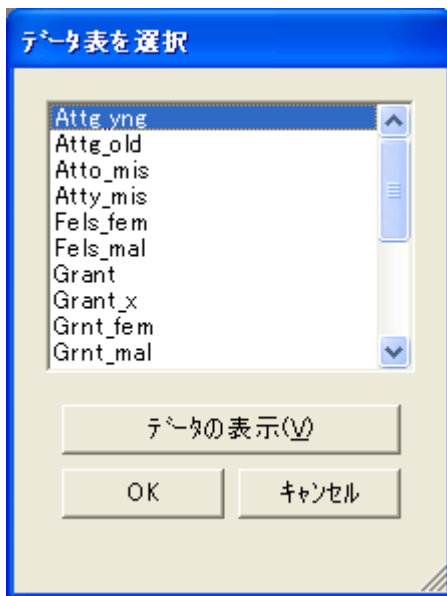 ﾃﾞｰﾀ表を選択
Attg_yng
Attg_old
Atto_mis
Atty_mis
Fels_fem
Fels_mal
Grant
Grant_x
Grnt_fem
Grnt_mal
ﾃﾞｰﾀの表示(V)
OK
ｷｬﾝｾﾙ